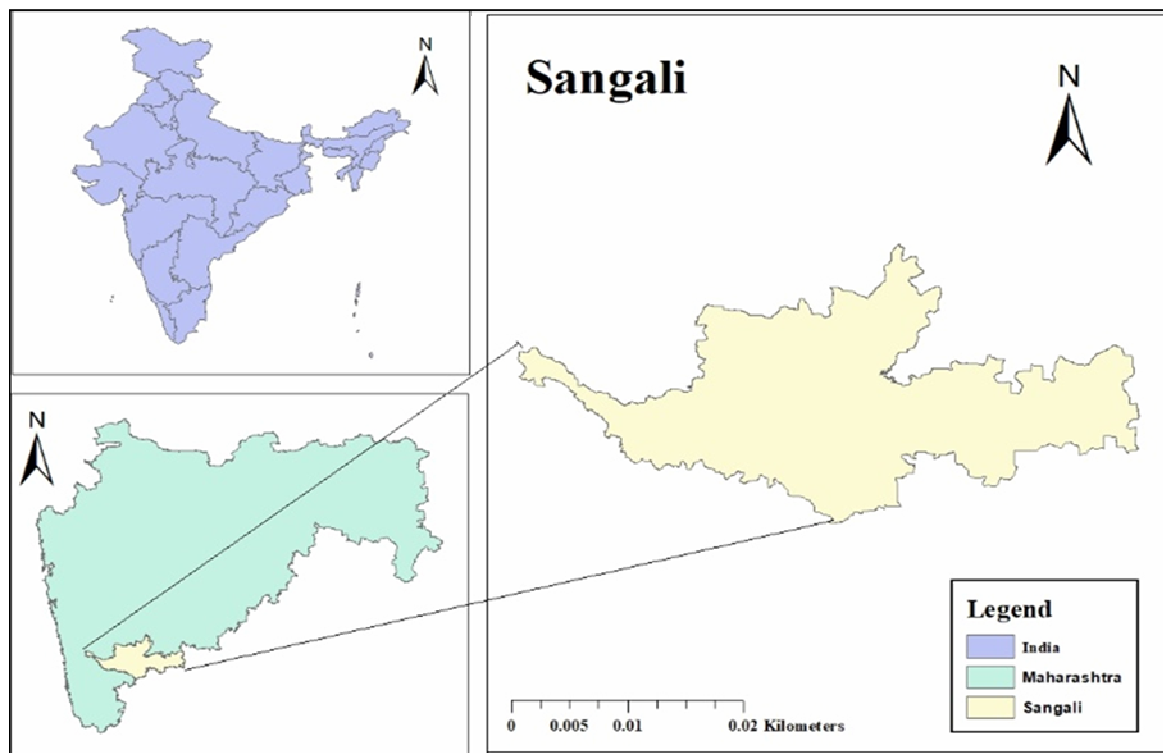 N
Sangali
N
N
Legend
India
Maharashtra
Sangali
0 0.005 0.01 0.02 Kilometers